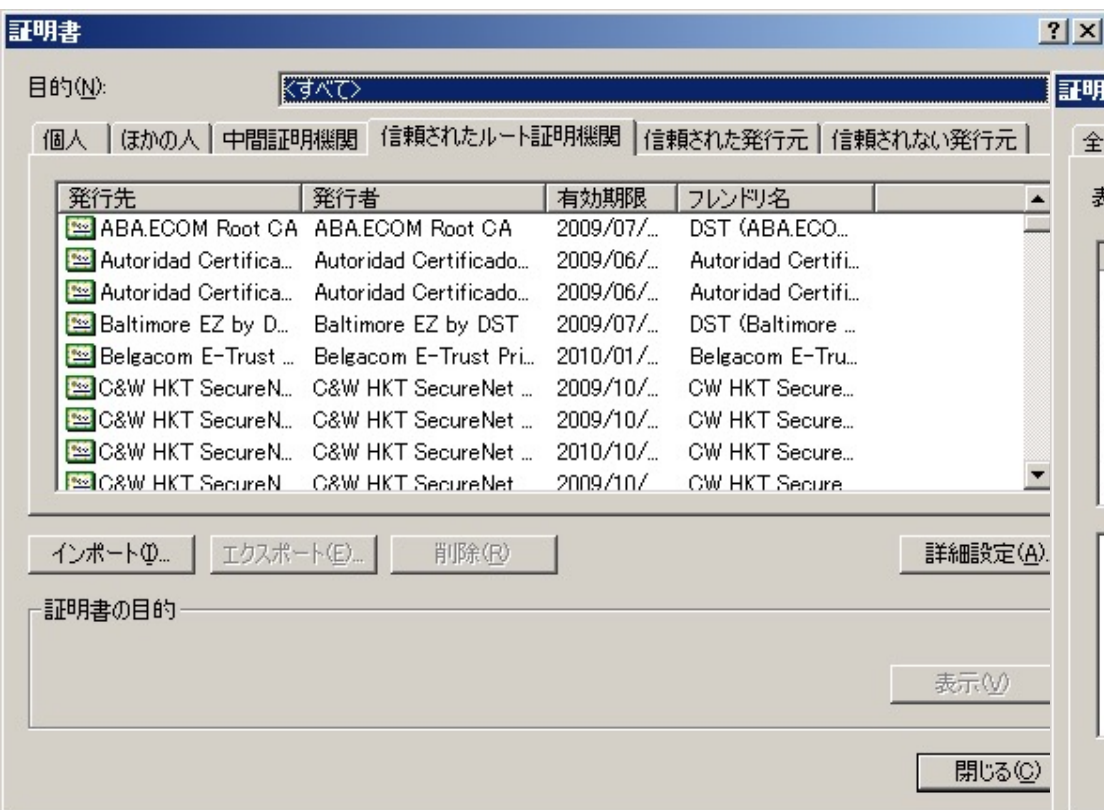 証明書
目的(N):
<すべて>
個人 ほかの人 中間証明機関 信頼されたルート証明機関 信頼された発行元 信頼されない発行元
発行先 発行者 有効期限 フレンドリ名
ABA.ECOM Root CA ABA.ECOM Root CA 2009/07/... DST (ABA.ECO...
Autoridad Certifica... Autoridad Certificado... 2009/06/... Autoridad Certifi...
Autoridad Certifica... Autoridad Certificado... 2009/06/... Autoridad Certifi...
Baltimore EZ by D... Baltimore EZ by DST 2009/07/... DST (Baltimore ...
Belgacom E-Trust ... Belgacom E-Trust Pri... 2010/01/... Belgacom E-Tru...
C&W HKT SecureN... C&W HKT SecureNet ... 2009/10/... CW HKT Secure...
C&W HKT SecureN... C&W HKT SecureNet ... 2009/10/... CW HKT Secure...
C&W HKT SecureN... C&W HKT SecureNet ... 2010/10/... CW HKT Secure...
C&W HKT SecureN C&W HKT SecureNet 2009/10/ CW HKT Secure
インポート(I)... エクスポート(E)... 削除(R) 詳細設定(A).
証明書の目的
表示(V)
閉じる(C)
証明
全
表